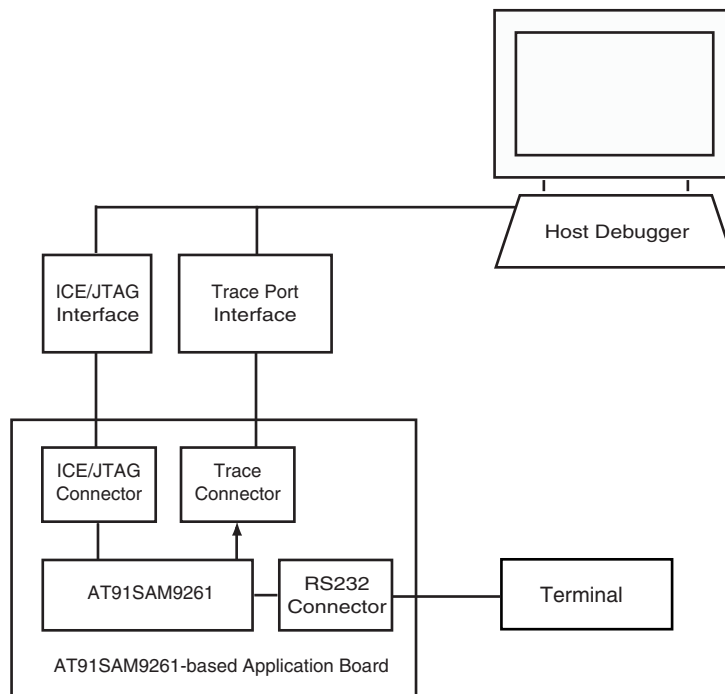 Host Debugger
ICE/JTAG
Interface
Trace Port
Interface
ICE/JTAG
Connector
Trace
Connector
AT91SAM9261
RS232
Connector
Terminal
AT91SAM9261-based Application Board